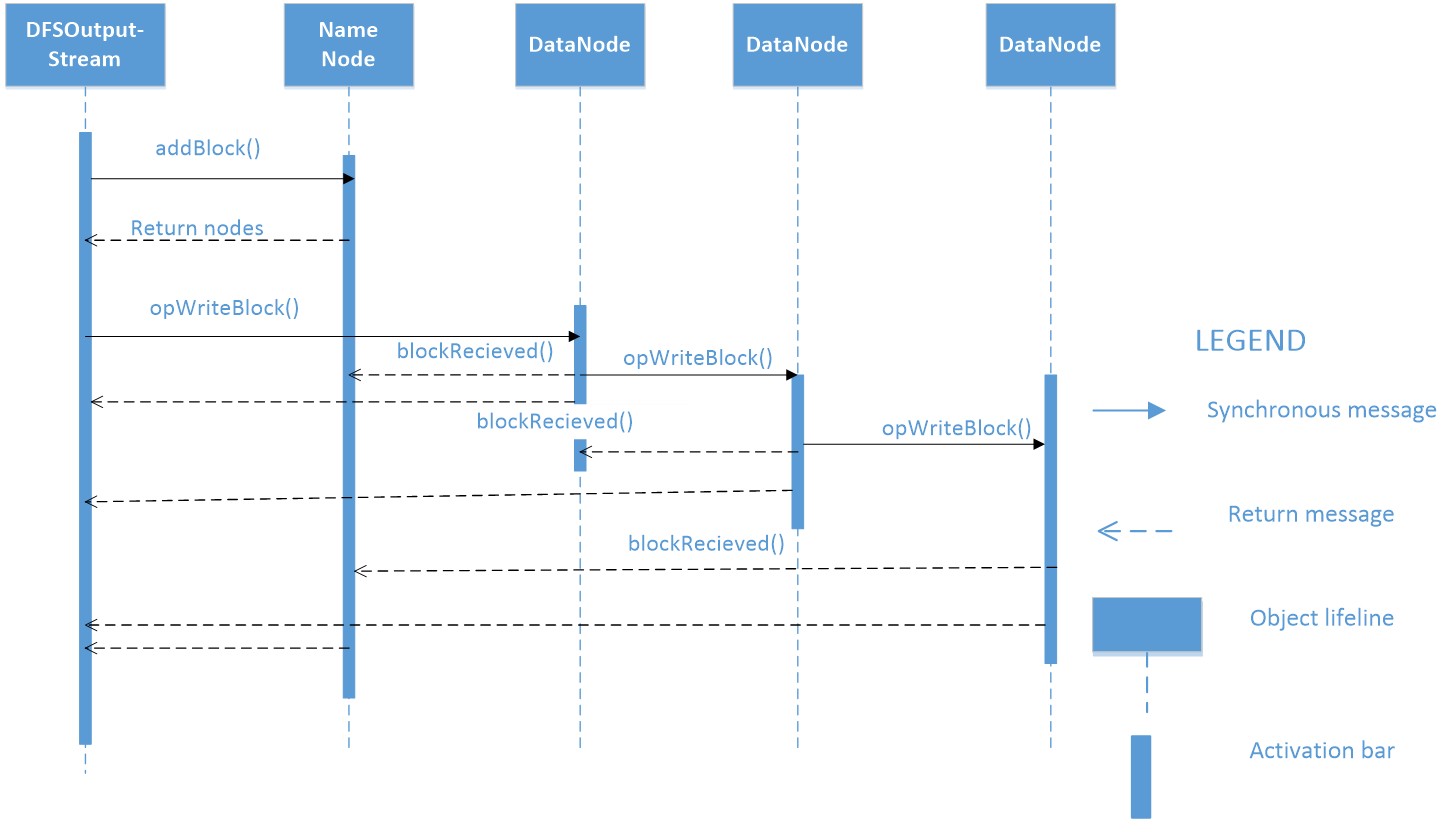 DFSOutput-
Stream
Name
Node
DataNode
DataNode
DataNode
addBlock()
Return nodes
opWriteBlock()
blockRecieved()
opWriteBlock()
blockRecieved()
opWriteBlock()
blockRecieved()
LEGEND
Synchronous message
Return message
Object lifeline
Activation bar